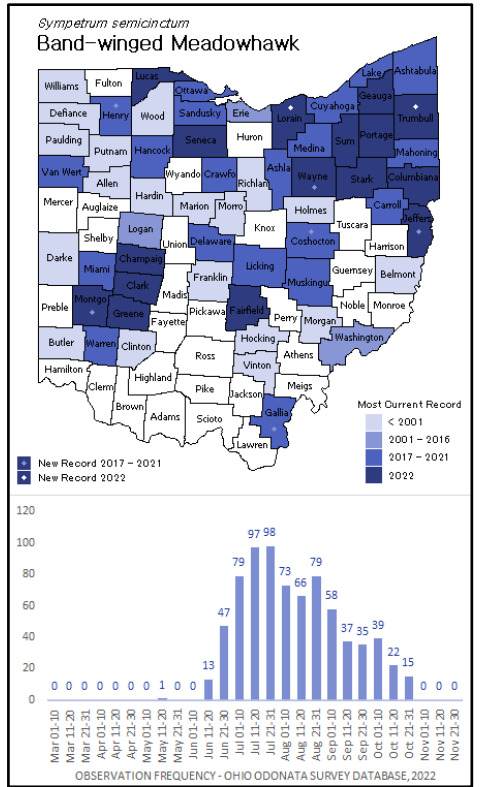 Sympetrum semicinctum
Band-winged Meadowhawk
Williams
Fulton
Lucas
Ottawa
Lake
Ashtabula
Geauga
Defiance
Henry
Wood
Sandusky
Erie
Lorain
Cuyahoga
Trumbull
Paulding
Putnam
Hancock
Seneca
Huron
Medina
Sum
Portage
Mahoning
Van Wert
Allen
Wyando
Crawfo
Richlan
Ashla
Wayne
Stark
Columbiana
Mercer
Auglaize
Hardin
Marion
Morro
Holmes
Carroll
Jeffers
Shelby
Logan
Union
Knox
Coshocton
Tuscara
Harrison
Darke
Miami
Champaig
Delaware
Licking
Muskingu
Guernsey
Belmont
Clark
Madis
Franklin
Preble
Montgo
Greene
Fayette
Pickawa
Fairfield
Perry
Morgan
Noble
Monroe
Butler
Warren
Clinton
Ross
Hocking
Athens
Washington
Hamilton
Clerm
Highland
Pike
Vinton
Meigs
Brown
Adams
Scioto
Jackson
Gallia
Lawren
Most Current Record
< 2001
2001 - 2016
2017 - 2021
2022
New Record 2017 - 2021
New Record 2022
120
100
80
60
40
20
0
0 0 0 0 0 0 0 1 0 0 13 47 79 97 98 73 66 79 58 37 35 39 22 15 0 0 0
Mar 01-10
Mar 11-20
Mar 21-31
Apr 01-10
Apr 11-20
Apr 21-30
May 01-10
May 11-20
May 21-31
Jun 01-10
Jun 11-20
Jun 21-30
Jul 01-10
Jul 11-20
Jul 21-31
Aug 01-10
Aug 11-20
Aug 21-31
Sep 01-10
Sep 11-20
Sep 21-30
Oct 01-10
Oct 11-20
Oct 21-31
Nov 01-10
Nov 11-20
Nov 21-30
OBSERVATION FREQUENCY - OHIO ODONATA SURVEY DATABASE, 2022